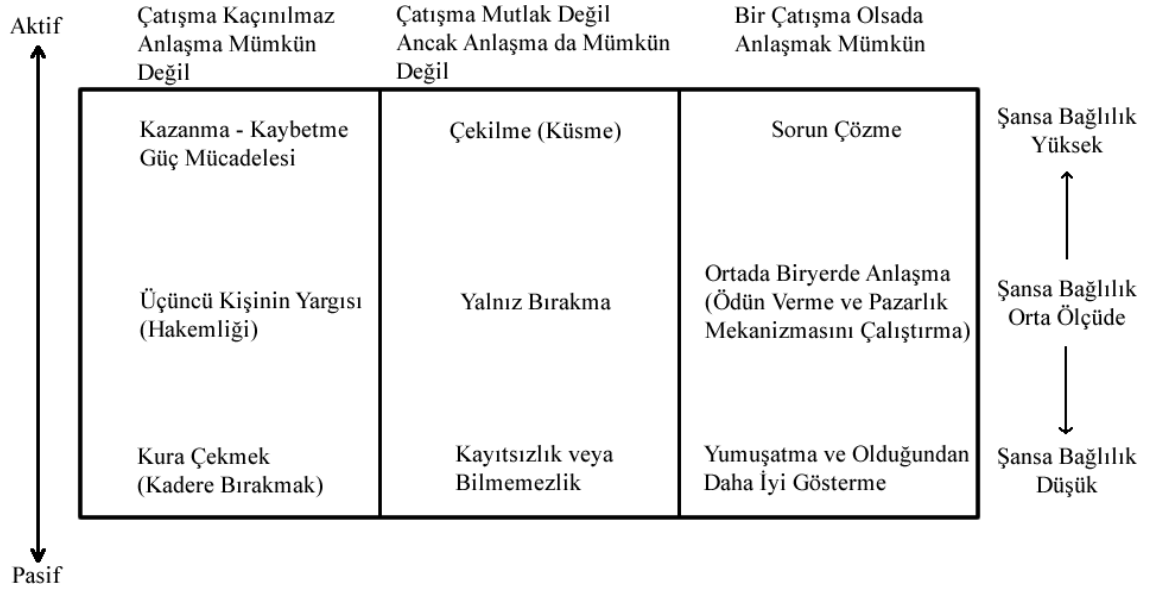 Aktif
Çatışma Kaçınılmaz
Anlaşma Mümkün
Değil
Çatışma Mutlak Değil
Ancak Anlaşma da Mümkün
Değil
Bir Çatışma Olsada
Anlaşmak Mümkün
Kazanma - Kaybetme
Güç Mücadelesi
Çekilme (Küsme)
Sorun Çözme
Şansa Bağlılık
Yüksek
Üçüncü Kişinin Yargısı
(Hakemliği)
Yalnız Bırakma
Ortada Biryerde Anlaşma
(Ödün Verme ve Pazarlık
Mekanizmasını Çalıştırma)
Şansa Bağlılık
Orta Ölçüde
Kura Çekmek
(Kadere Bırakmak)
Kayıtsızlık veya
Bilmemezlik
Yumuşatma ve Olduğundan
Daha İyi Gösterme
Şansa Bağlılık
Düşük
Pasif